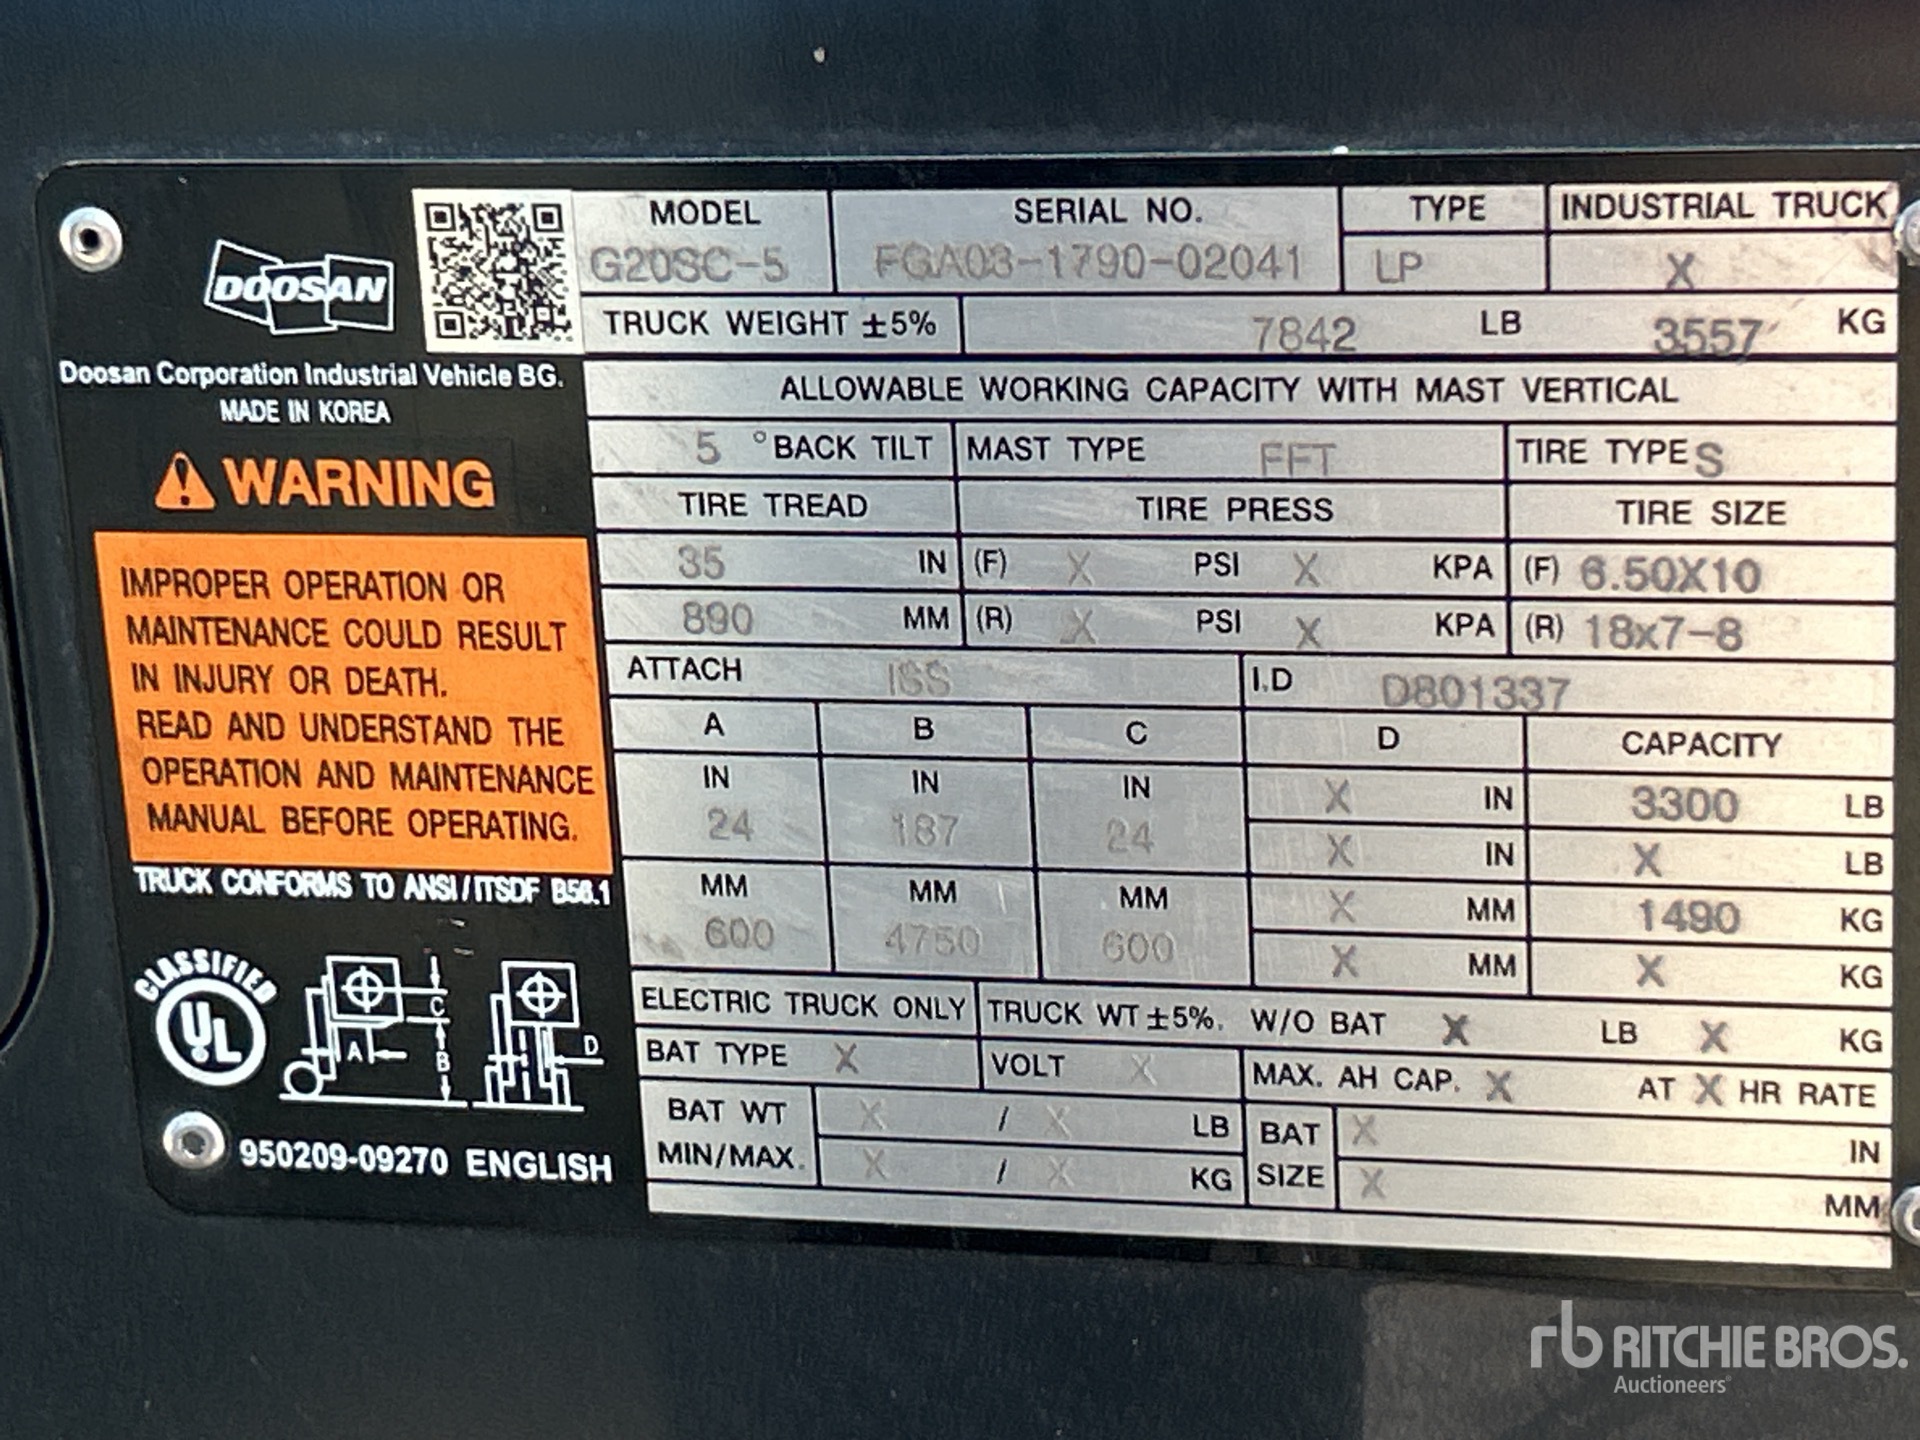 DOOSAN
Doosan Corporation Industrial Vehicle BG.
MADE IN KOREA
WARNING
IMPROPER OPERATION OR
MAINTENANCE COULD RESULT
IN INJURY OR DEATH.
READ AND UNDERSTAND THE
OPERATION AND MAINTENANCE
MANUAL BEFORE OPERATING.
TRUCK CONFORMS TO ANSI/ITSDF B56.1
CLASSIFIED
UL
A C B D
950209-09270 ENGLISH
MODEL SERIAL NO. TYPE INDUSTRIAL TRUCK
G20SC-5 FGA03-1790-02041 LP X
TRUCK WEIGHT ±5% 7842 LB 3557 KG
ALLOWABLE WORKING CAPACITY WITH MAST VERTICAL
5 °BACK TILT MAST TYPE FFT TIRE TYPE S
TIRE TREAD TIRE PRESS TIRE SIZE
35 IN (F) X PSI X KPA (F) 6.50X10
890 MM (R) X PSI X KPA (R) 18x7-8
ATTACH ISS I.D D801337
A B C D CAPACITY
IN IN IN X IN 3300 LB
24 187 24 X IN X LB
MM MM MM X MM 1490 KG
600 4750 600 X MM X KG
ELECTRIC TRUCK ONLY TRUCK WT ±5%. W/O BAT X LB X KG
BAT TYPE X VOLT X MAX. AH CAP. X AT X HR RATE
BAT WT X / X LB BAT X IN
MIN/MAX. X / X KG SIZE X MM
rb RITCHIE BROS.
Auctioneers